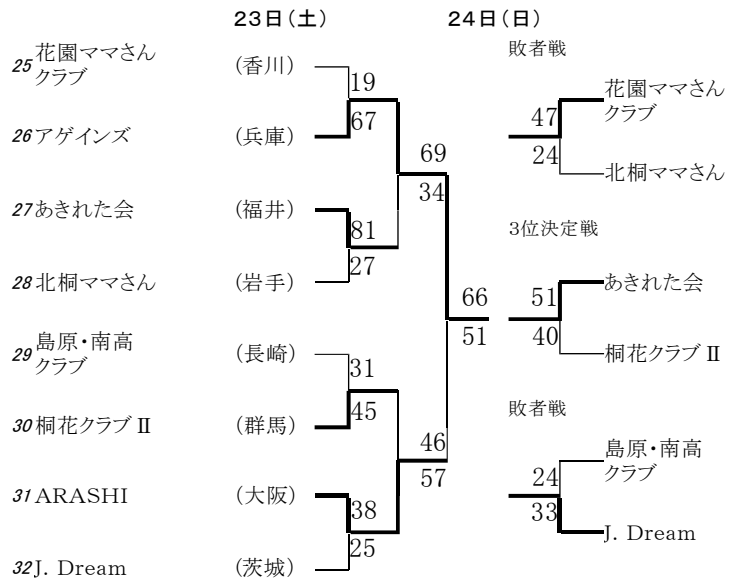 23日(土)
24日(日)
25 花園ママさん
クラブ
(香川)
19
67
26 アゲインズ
(兵庫)
69
34
27 あきれた会
(福井)
81
27
28 北桐ママさん
(岩手)
66
51
29 島原・南高
クラブ
(長崎)
31
45
30 桐花クラブⅡ
(群馬)
46
57
31 ARASHI
(大阪)
38
25
32 J. Dream
(茨城)
敗者戦
花園ママさん
クラブ
47
24
北桐ママさん
3位決定戦
あきれた会
51
40
桐花クラブⅡ
敗者戦
島原・南高
クラブ
24
33
J. Dream